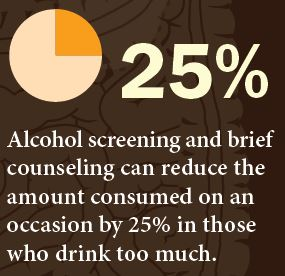 25%
Alcohol screening and brief
counseling can reduce the
amount consumed on an
occasion by 25% in those
who drink too much.